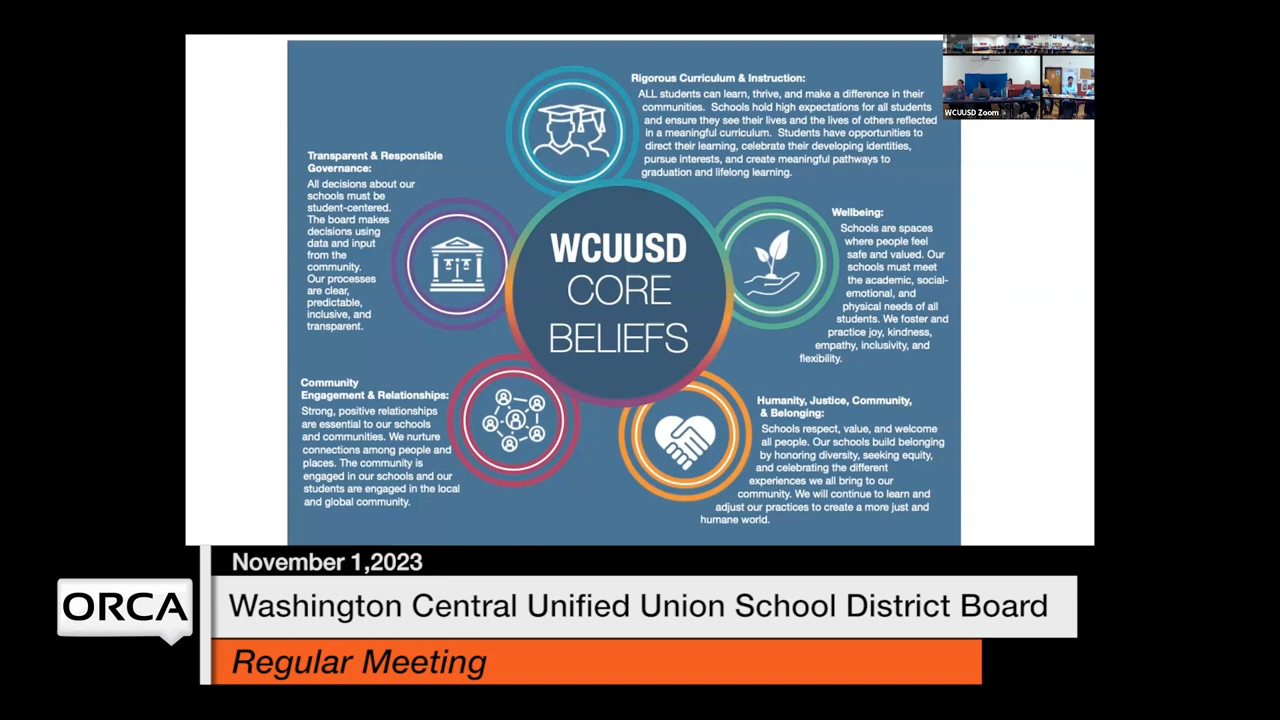 Rigorous Curriculum & Instruction:
ALL students can learn, thrive, and make a difference in their
communities. Schools hold high expectations for all students
and ensure they see their lives and the lives of others reflected
in a meaningful curriculum. Students have opportunities to
direct their learning, celebrate their developing identities,
pursue interests, and create meaningful pathways to
graduation and lifelong learning.
WCUUSD Zoom
Transparent & Responsible
Governance:
All decisions about our
schools must be
student-centered.
The board makes
decisions using
data and input
from the
community.
Our processes
are clear,
predictable,
inclusive, and
transparent.
WCUUSD
CORE
BELIEFS
Wellbeing:
Schools are spaces
where people feel
safe and valued. Our
schools must meet
the academic, social-
emotional, and
physical needs of all
students. We foster and
practice joy, kindness,
empathy, inclusivity, and
flexibility.
Community
Engagement & Relationships:
Strong, positive relationships
are essential to our schools
and communities. We nurture
connections among people and
places. The community is
engaged in our schools and our
students are engaged in the local
and global community.
Humanity, Justice, Community,
& Belonging:
Schools respect, value, and welcome
all people. Our schools build belonging
by honoring diversity, seeking equity,
and celebrating the different
experiences we all bring to our
community. We will continue to learn and
adjust our practices to create a more just and
humane world.
November 1,2023
ORCA
Washington Central Unified Union School District Board
Regular Meeting